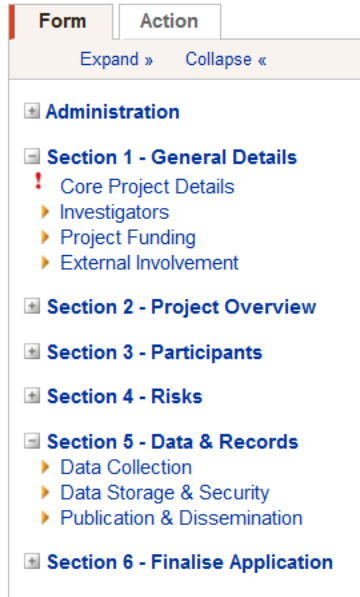 Form Action
Expand » Collapse «
Administration
Section 1 - General Details
! Core Project Details
Investigators
Project Funding
External Involvement
Section 2 - Project Overview
Section 3 - Participants
Section 4 - Risks
Section 5 - Data & Records
Data Collection
Data Storage & Security
Publication & Dissemination
Section 6 - Finalise Application